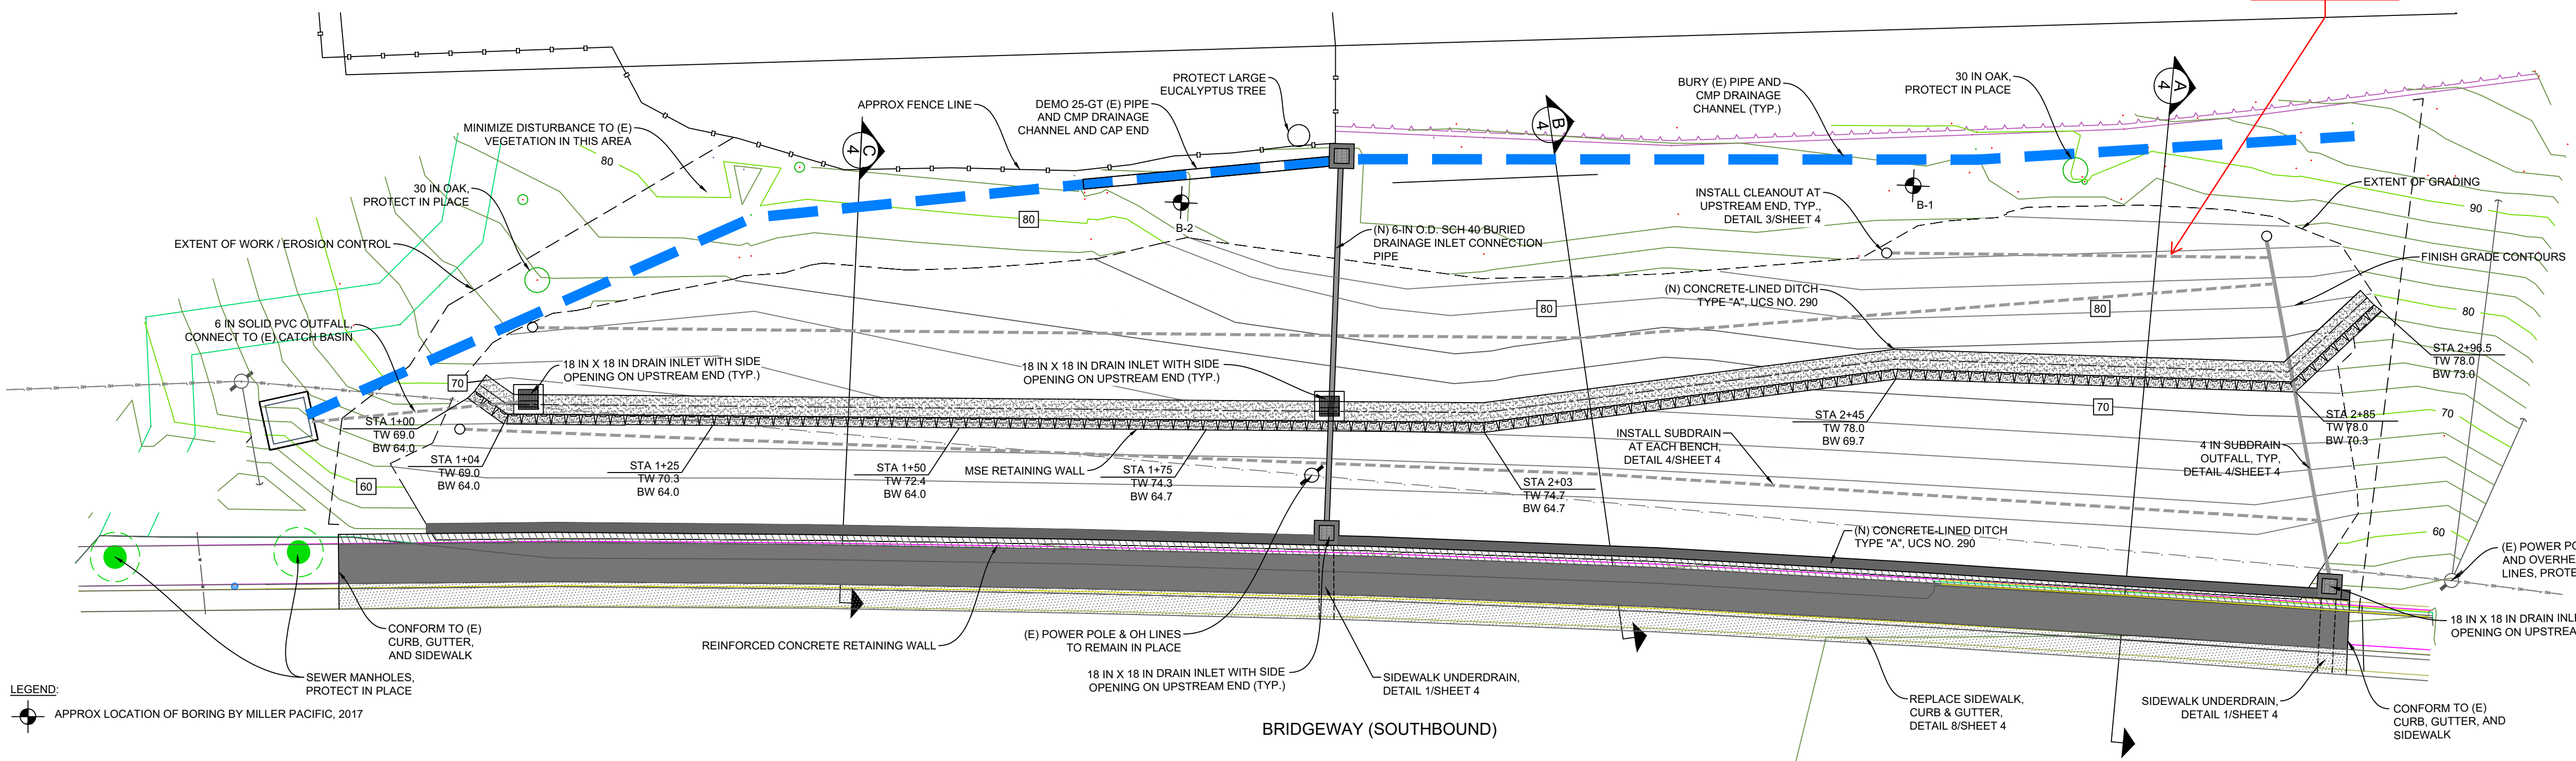 PROTECT LARGE
EUCALYPTUS TREE
APPROX FENCE LINE
DEMO 25-GT (E) PIPE
AND CMP DRAINAGE
CHANNEL AND CAP END
MINIMIZE DISTURBANCE TO (E)
VEGETATION IN THIS AREA
80
C
4
B
4
BURY (E) PIPE AND
CMP DRAINAGE
CHANNEL (TYP.)
30 IN OAK,
PROTECT IN PLACE
A
4
30 IN OAK,
PROTECT IN PLACE
EXTENT OF WORK / EROSION CONTROL
80
B-2
(N) 6-IN O.D. SCH 40 BURIED
DRAINAGE INLET CONNECTION
PIPE
INSTALL CLEANOUT AT
UPSTREAM END, TYP.,
DETAIL 3/SHEET 4
B-1
EXTENT OF GRADING
90
FINISH GRADE CONTOURS
(N) CONCRETE-LINED DITCH
TYPE "A", UCS NO. 290
80
80
80
6 IN SOLID PVC OUTFALL,
CONNECT TO (E) CATCH BASIN
70
18 IN X 18 IN DRAIN INLET WITH SIDE
OPENING ON UPSTREAM END (TYP.)
18 IN X 18 IN DRAIN INLET WITH SIDE
OPENING ON UPSTREAM END (TYP.)
STA 2+96.5
TW 78.0
BW 73.0
STA 1+00
TW 69.0
BW 64.0
STA 1+04
TW 69.0
BW 64.0
60
STA 1+25
TW 70.3
BW 64.0
STA 1+50
TW 72.4
BW 64.0
MSE RETAINING WALL
STA 1+75
TW 74.3
BW 64.7
STA 2+03
TW 74.7
BW 64.7
INSTALL SUBDRAIN
AT EACH BENCH,
DETAIL 4/SHEET 4
STA 2+45
TW 78.0
BW 69.7
70
STA 2+85
TW 78.0
BW 70.3
70
4 IN SUBDRAIN
OUTFALL, TYP,
DETAIL 4/SHEET 4
(N) CONCRETE-LINED DITCH
TYPE "A", UCS NO. 290
60
(E) POWER PO
AND OVERHE
LINES, PROTE
CONFORM TO (E)
CURB, GUTTER,
AND SIDEWALK
REINFORCED CONCRETE RETAINING WALL
(E) POWER POLE & OH LINES
TO REMAIN IN PLACE
18 IN X 18 IN DRAIN INLET WITH SIDE
OPENING ON UPSTREAM END (TYP.)
SIDEWALK UNDERDRAIN,
DETAIL 1/SHEET 4
18 IN X 18 IN DRAIN INLE
OPENING ON UPSTREA
SEWER MANHOLES,
PROTECT IN PLACE
REPLACE SIDEWALK,
CURB & GUTTER,
DETAIL 8/SHEET 4
SIDEWALK UNDERDRAIN,
DETAIL 1/SHEET 4
CONFORM TO (E)
CURB, GUTTER, AND
SIDEWALK
LEGEND:
APPROX LOCATION OF BORING BY MILLER PACIFIC, 2017
BRIDGEWAY (SOUTHBOUND)